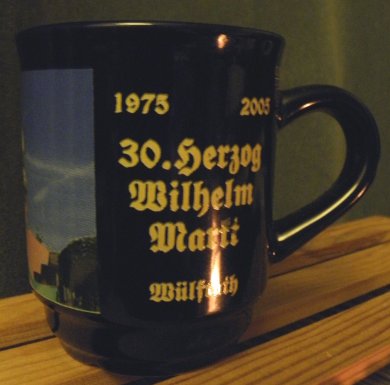 1975 2005
30.Herzog
Wilhelm
Markt
Wülfrath